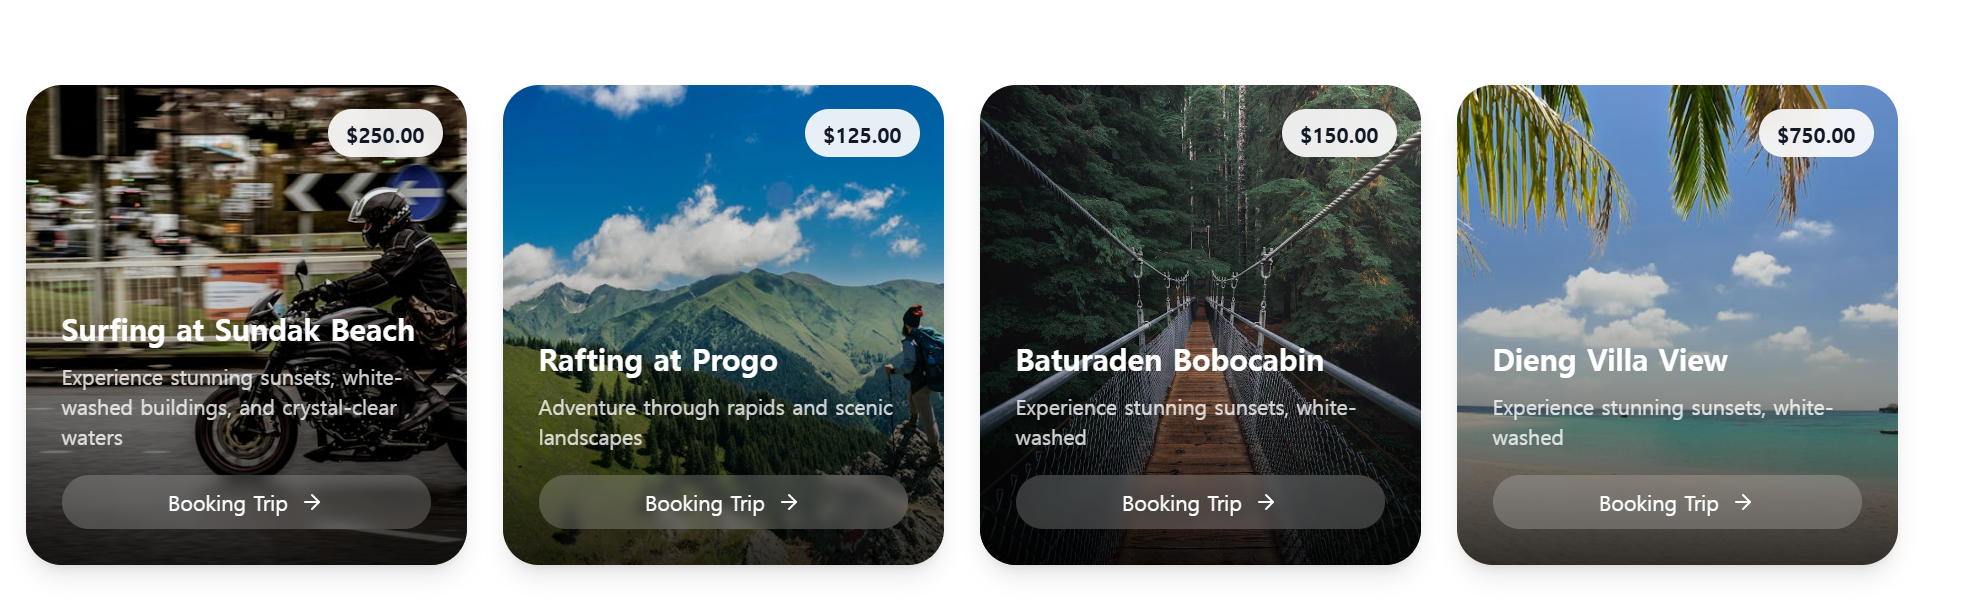 $250.00
Surfing at Sundak Beach
Experience stunning sunsets, white-
washed buildings, and crystal-clear
waters
Booking Trip
$125.00
Rafting at Progo
Adventure through rapids and scenic
landscapes
Booking Trip
$150.00
Baturaden Bobocabin
Experience stunning sunsets, white-
washed
Booking Trip
$750.00
Dieng Villa View
Experience stunning sunsets, white-
washed
Booking Trip